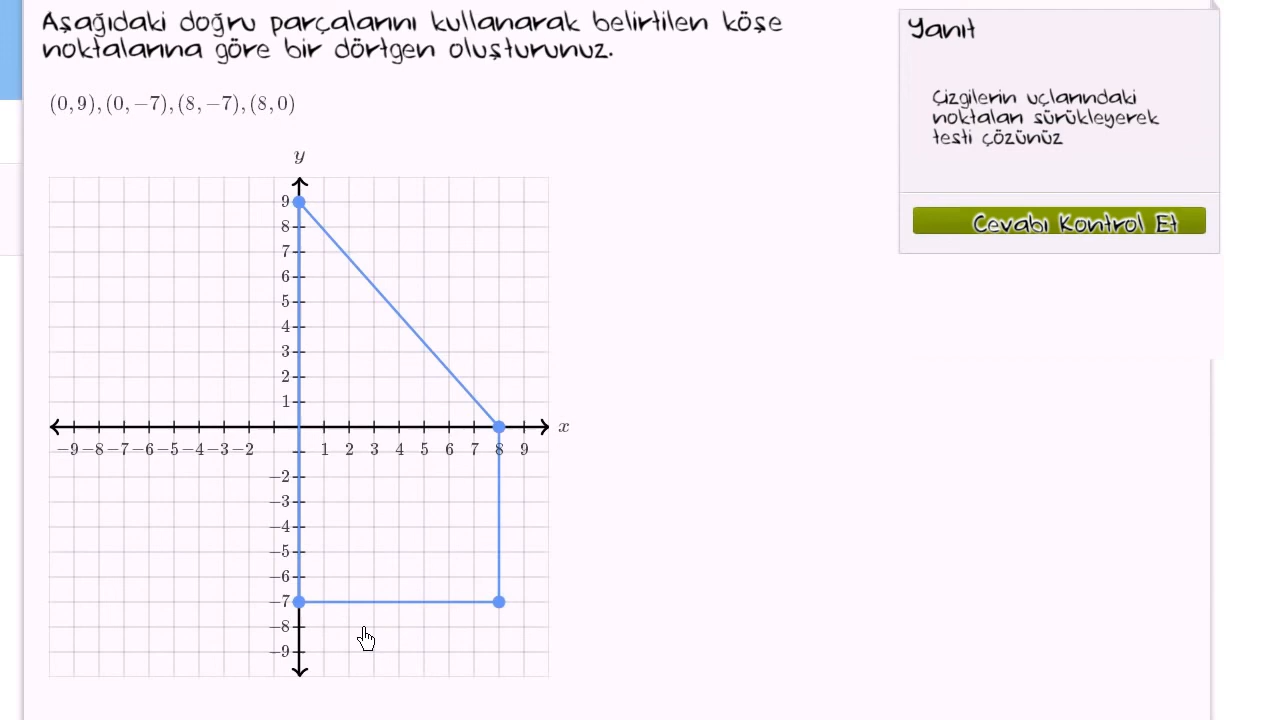 Aşağıdaki doğru parçalarını kullanarak belirtilen köşe
noktalarına göre bir dörtgen oluşturunuz.
(0, 9), (0, −7), (8, −7), (8, 0)
y
9
8
7
6
5
4
3
2
1
x
−9 −8 −7 −6 −5 −4 −3 −2 1 2 3 4 5 6 7 8 9
−2
−3
−4
−5
−6
−7
−8
−9
Yanıt
Çizgilerin uçlarındaki
noktaları sürükleyerek
testi çözünüz
Cevabı Kontrol Et